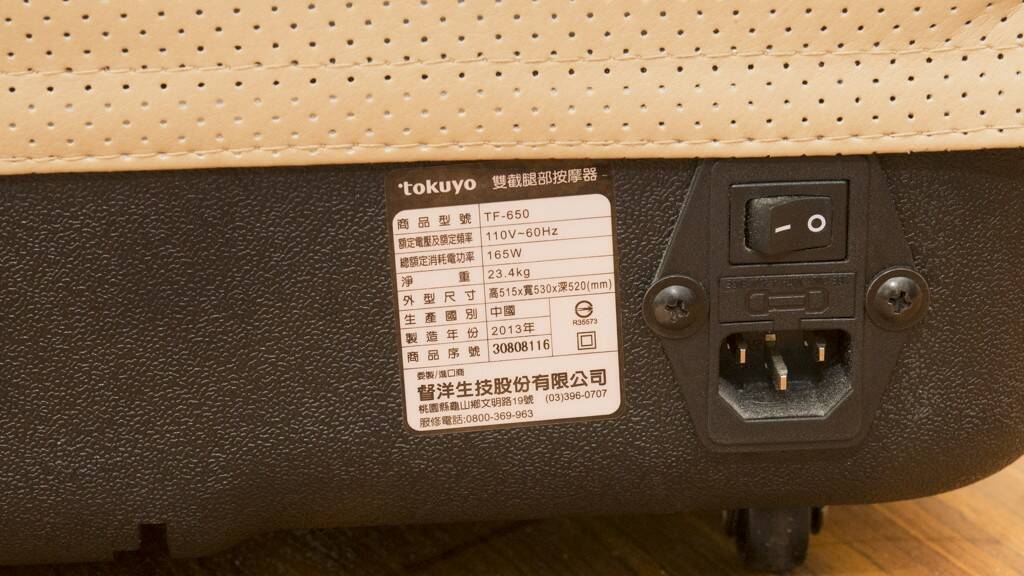 tokuyo 雙截腿部按摩器
商品型號 TF-650
額定電壓及額定頻率 110V~60Hz
總額定消耗電功率 165W
淨重 23.4kg
外型尺寸 高515x寬530x深520(mm)
生產國別 中國
製造年份 2013年
商品序號 30808116
R35573
委製/進口商
督洋生技股份有限公司
桃園縣龜山鄉文明路19號 (03)396-0707
服修電話:0800-369-963